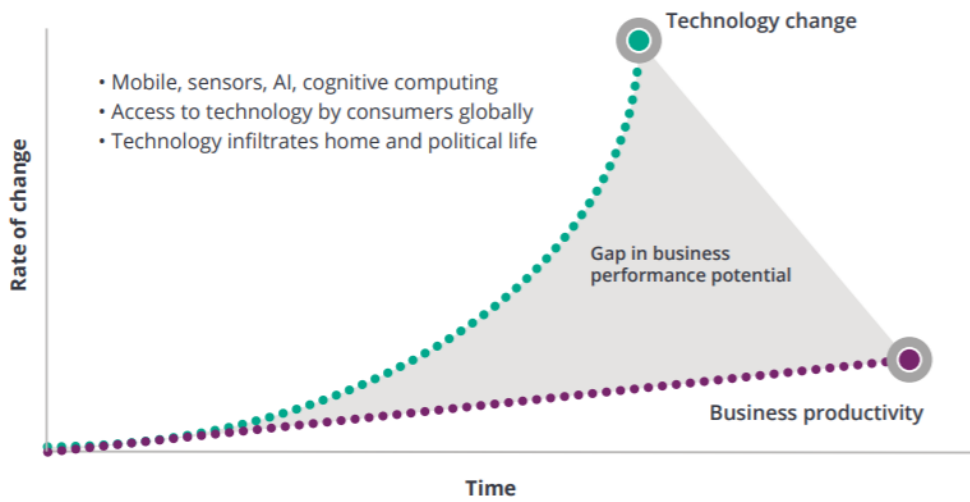 Technology change
• Mobile, sensors, AI, cognitive computing
• Access to technology by consumers globally
• Technology infiltrates home and political life
Rate of change
Gap in business
performance potential
Business productivity
Time